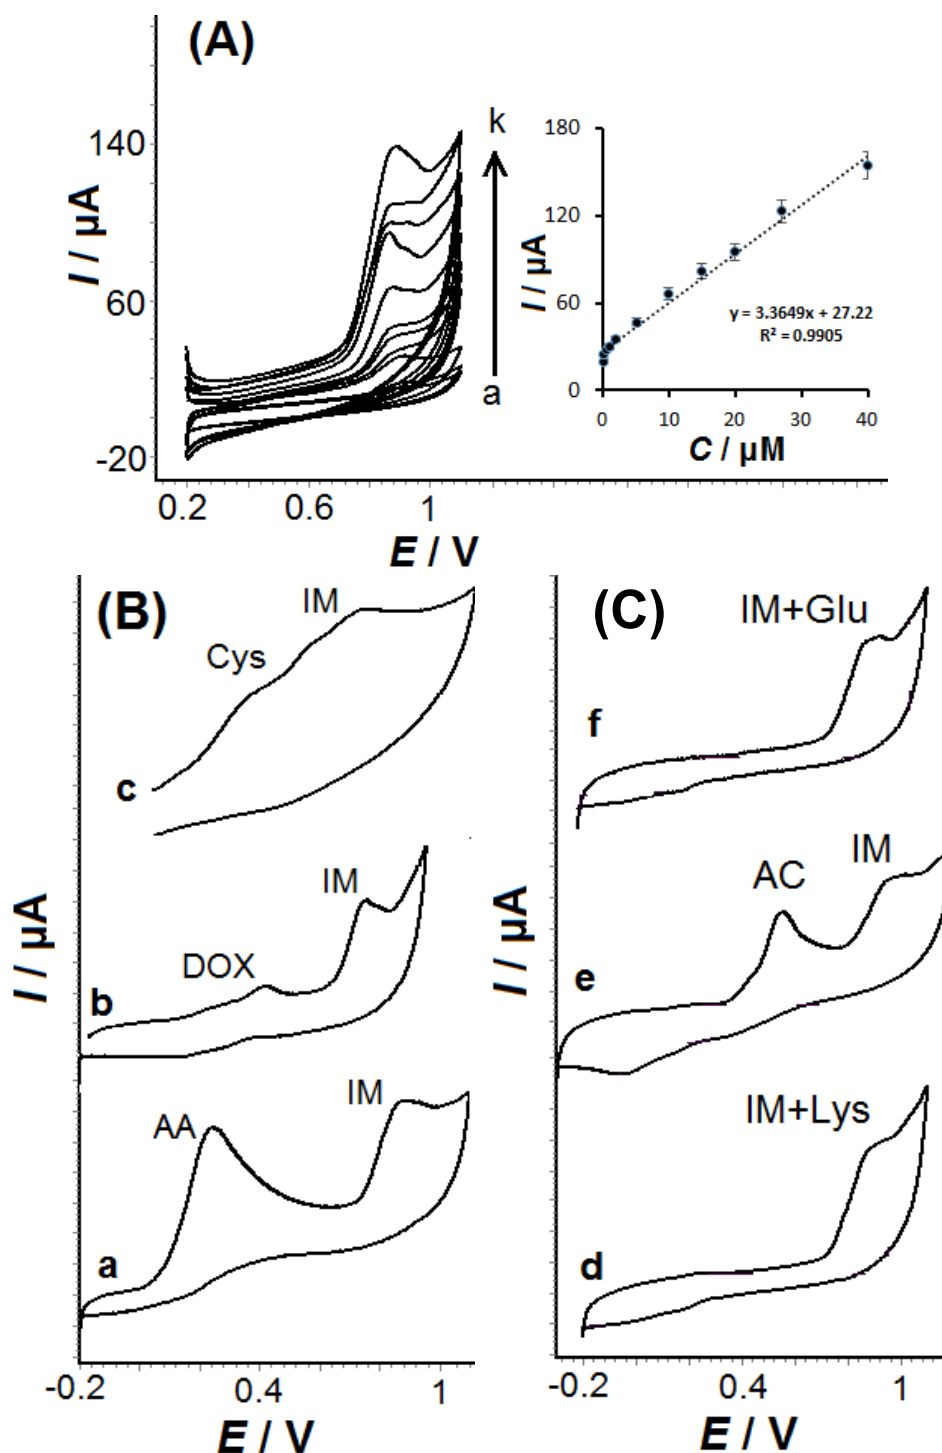 (A)
I / µA
140
60
-20
0.2 0.6 1
E / V
k
a
I / µA
180
120
60
0
y = 3.3649x + 27.22
R² = 0.9905
0 10 20 30 40
C / µM
(B)
IM
Cys
c
IM
DOX
b
IM
AA
a
I / µA
-0.2 0.4 1
E / V
(C)
IM+Glu
f
IM
AC
e
IM+Lys
d
I / µA
-0.2 0.4 1
E / V